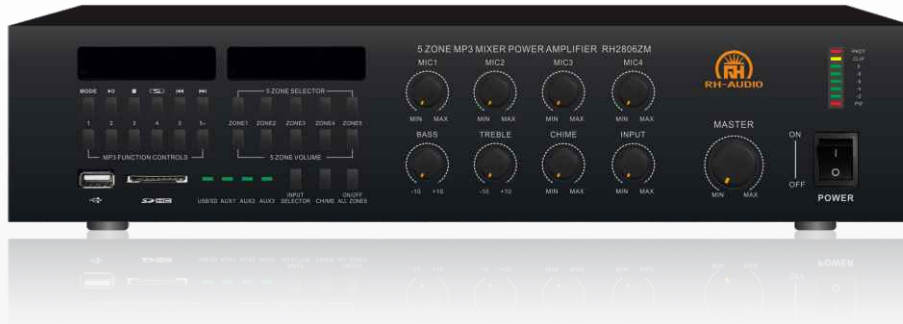 5 ZONE MP3 MIXER POWER AMPLIFIER RH2806ZM
MIC1 MIC2 MIC3 MIC4
MIN MAX MIN MAX MIN MAX MIN MAX
BASS TREBLE CHIME INPUT
-10 +10 -10 +10 MIN MAX MIN MAX
MODE
1 2 3 4 5 5+
MP3 FUNCTION CONTROLS
5 ZONE SELECTOR
ZONE1 ZONE2 ZONE3 ZONE4 ZONE5
5 ZONE VOLUME
USB/SD AUX1 AUX2 AUX3
INPUT
SELECTOR
CHIME
ON/OFF
ALL ZONES
RH
RH-AUDIO
MASTER
MIN MAX
PROT
CLIP
ON
OFF
POWER